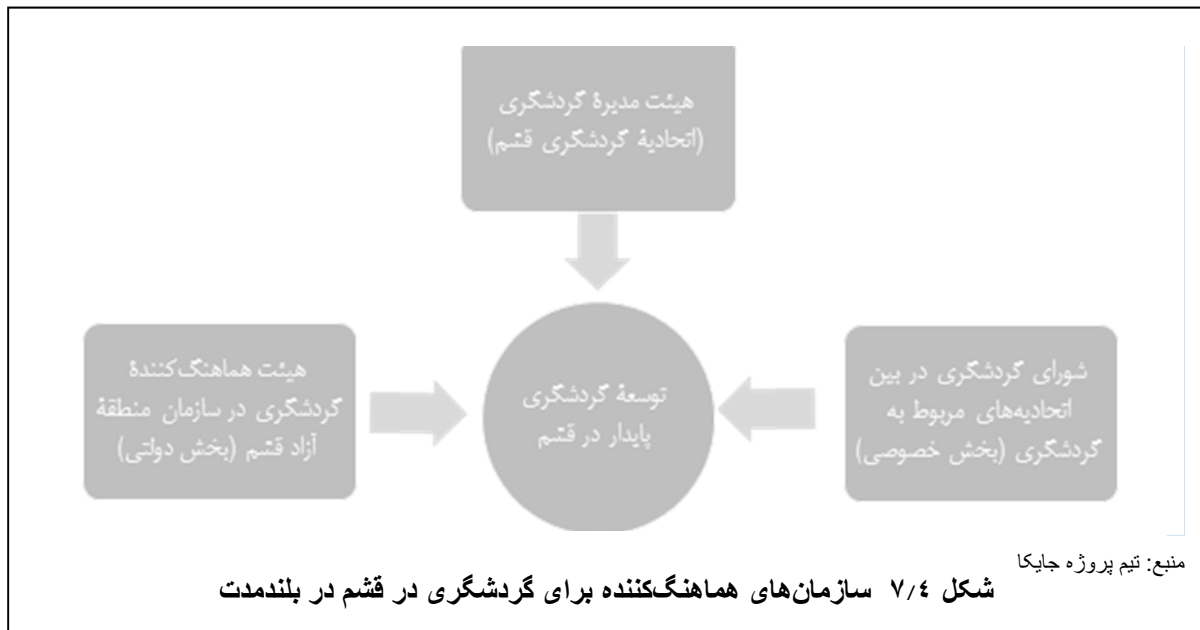 هیئت مدیرۀ گردشگری
(اتحادیۀ گردشگری قشم)
شورای گردشگری در بین
اتحادیه‌های مربوط به
گردشگری (بخش خصوصی)
توسعۀ گردشگری
پایدار در قشم
هیئت هماهنگ‌کنندۀ
گردشگری در سازمان منطقۀ
آزاد قشم (بخش دولتی)
منبع: تیم پروژه جایکا
شکل ۷٫٤ سازمان‌های هماهنگ‌کننده برای گردشگری در قشم در بلندمدت